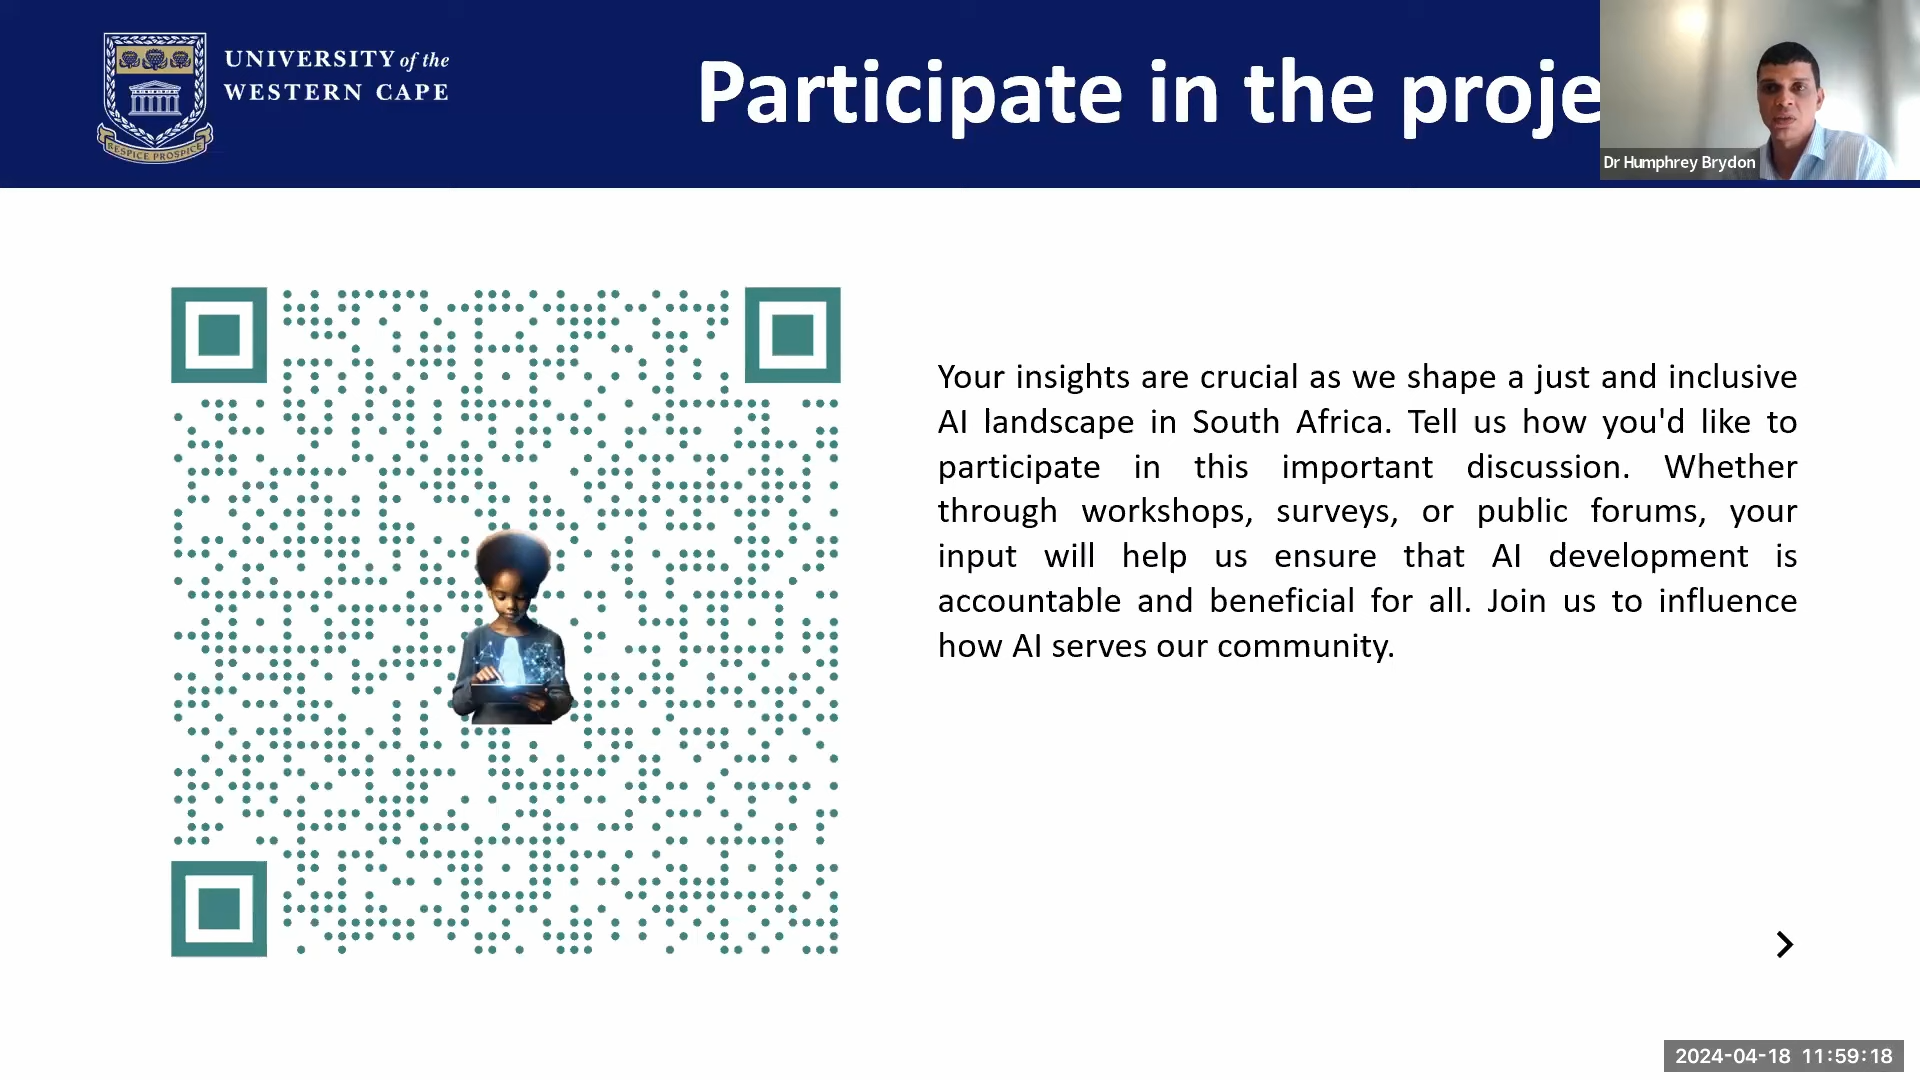 UNIVERSITY of the
WESTERN CAPE
RESPICE PROSPICE
Participate in the proje
Dr Humphrey Brydon
Your insights are crucial as we shape a just and inclusive
AI landscape in South Africa. Tell us how you'd like to
participate in this important discussion. Whether
through workshops, surveys, or public forums, your
input will help us ensure that AI development is
accountable and beneficial for all. Join us to influence
how AI serves our community.
2024-04-18 11:59:18